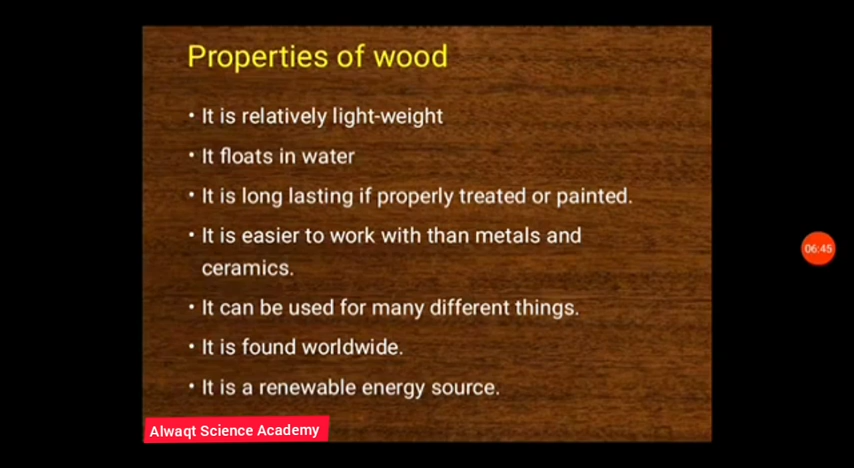 Properties of wood
• It is relatively light-weight
• It floats in water
• It is long lasting if properly treated or painted.
• It is easier to work with than metals and
ceramics.
• It can be used for many different things.
• It is found worldwide.
• It is a renewable energy source.
06:45
Alwaqt Science Academy